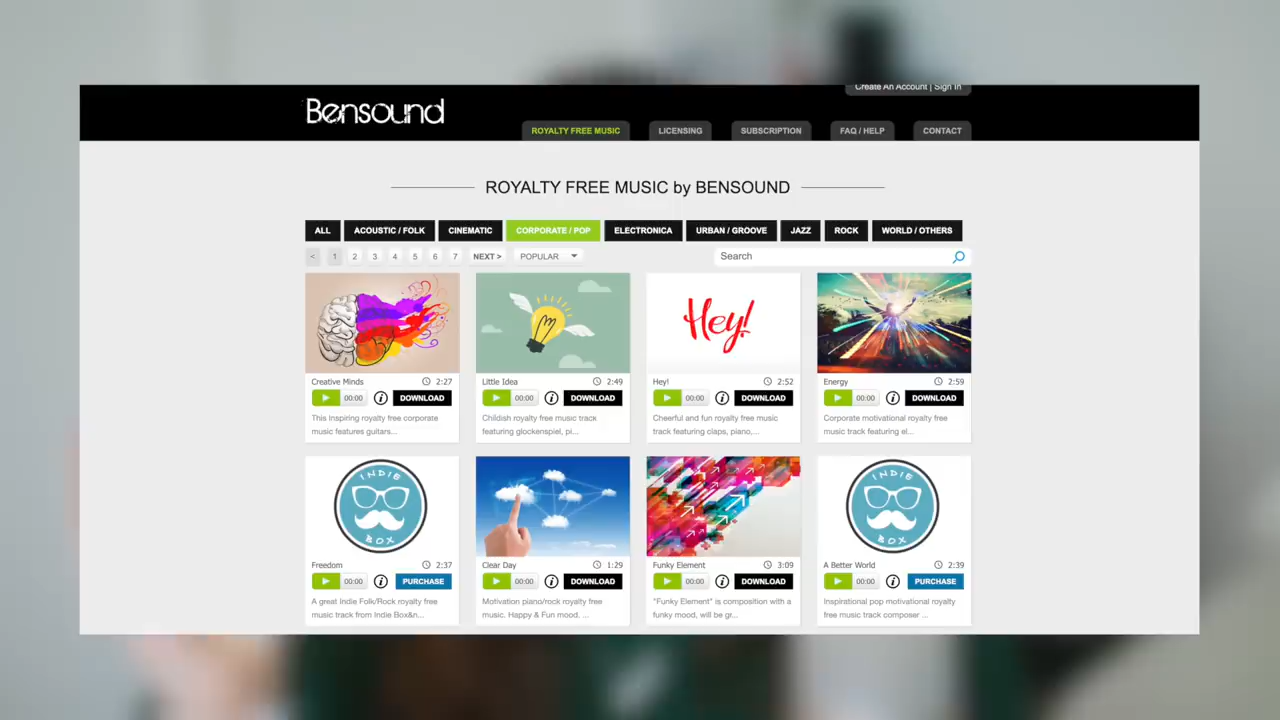 Create An Account | Sign In
Bensound
ROYALTY FREE MUSIC LICENSING SUBSCRIPTION FAQ / HELP CONTACT
ROYALTY FREE MUSIC by BENSOUND
ALL ACOUSTIC / FOLK CINEMATIC CORPORATE / POP ELECTRONICA URBAN / GROOVE JAZZ ROCK WORLD / OTHERS
< 1 2 3 4 5 6 7 NEXT > POPULAR Search
Hey!
Creative Minds 2:27
00:00 i DOWNLOAD
This Inspiring royalty free corporate
music features guitars...
Little Idea 2:49
00:00 i DOWNLOAD
Childish royalty free music track
featuring glockenspiel, pi...
Hey! 2:52
00:00 i DOWNLOAD
Cheerful and fun royalty free music
track featuring claps, piano,...
Energy 2:59
00:00 i DOWNLOAD
Corporate motivational royalty free
music track featuring el...
INDIE
BOX
Freedom 2:37
00:00 i PURCHASE
A great Indie Folk/Rock royalty free
music track from Indie Box&n...
Clear Day 1:29
00:00 i DOWNLOAD
Motivation piano/rock royalty free
music. Happy & Fun mood. ...
Funky Element 3:09
00:00 i DOWNLOAD
"Funky Element" is composition with a
funky mood, will be gr...
INDIE
BOX
A Better World 2:39
00:00 i PURCHASE
Inspirational pop motivational royalty
free music track composer ...